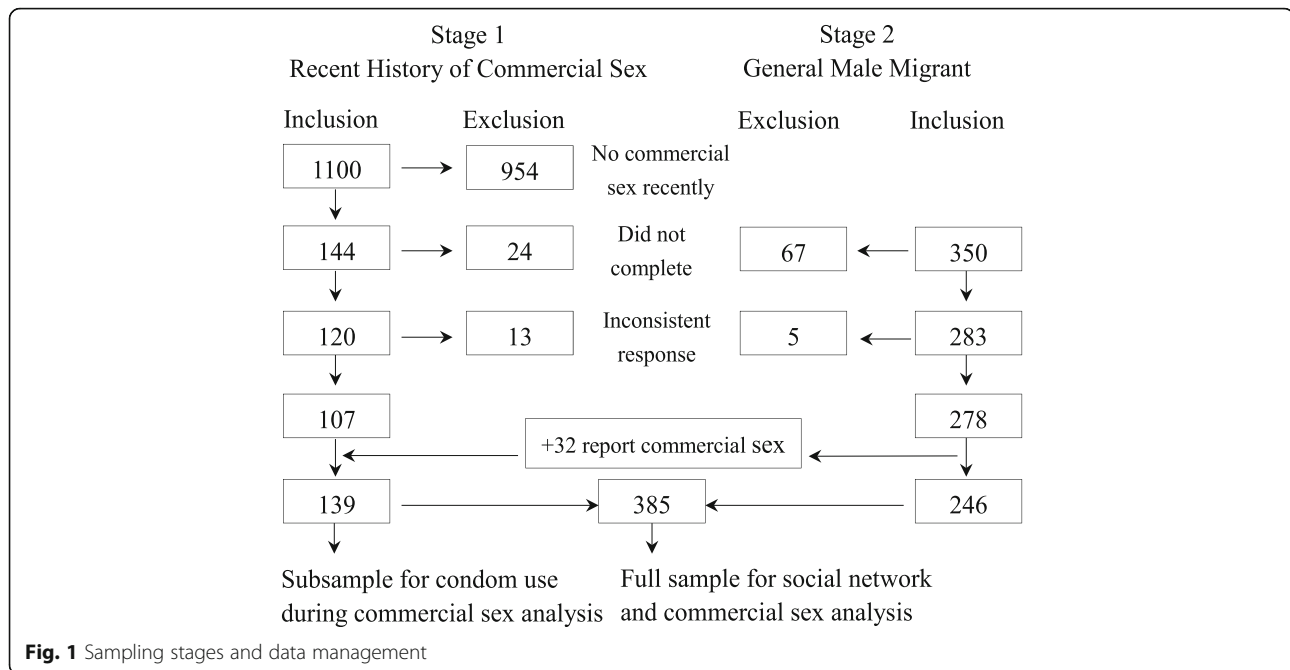 Stage 1
Stage 2
Recent History of Commercial Sex
General Male Migrant
Inclusion
Exclusion
Exclusion
Inclusion
1100
954
No commercial
sex recently
144
24
Did not
complete
67
350
120
13
Inconsistent
response
5
283
107
278
+32 report commercial sex
139
385
246
Subsample for condom use
during commercial sex analysis
Full sample for social network
and commercial sex analysis
Fig. 1 Sampling stages and data management